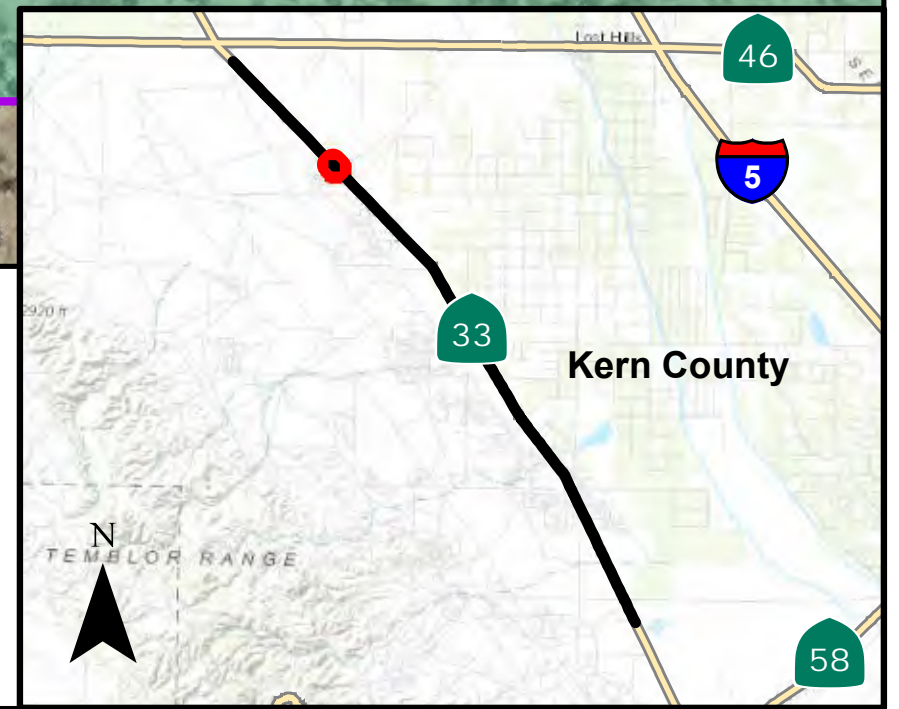 Lost Hills
46
S E
5
2920 ft
33
Kern County
N
TEMBLOR RANGE
58